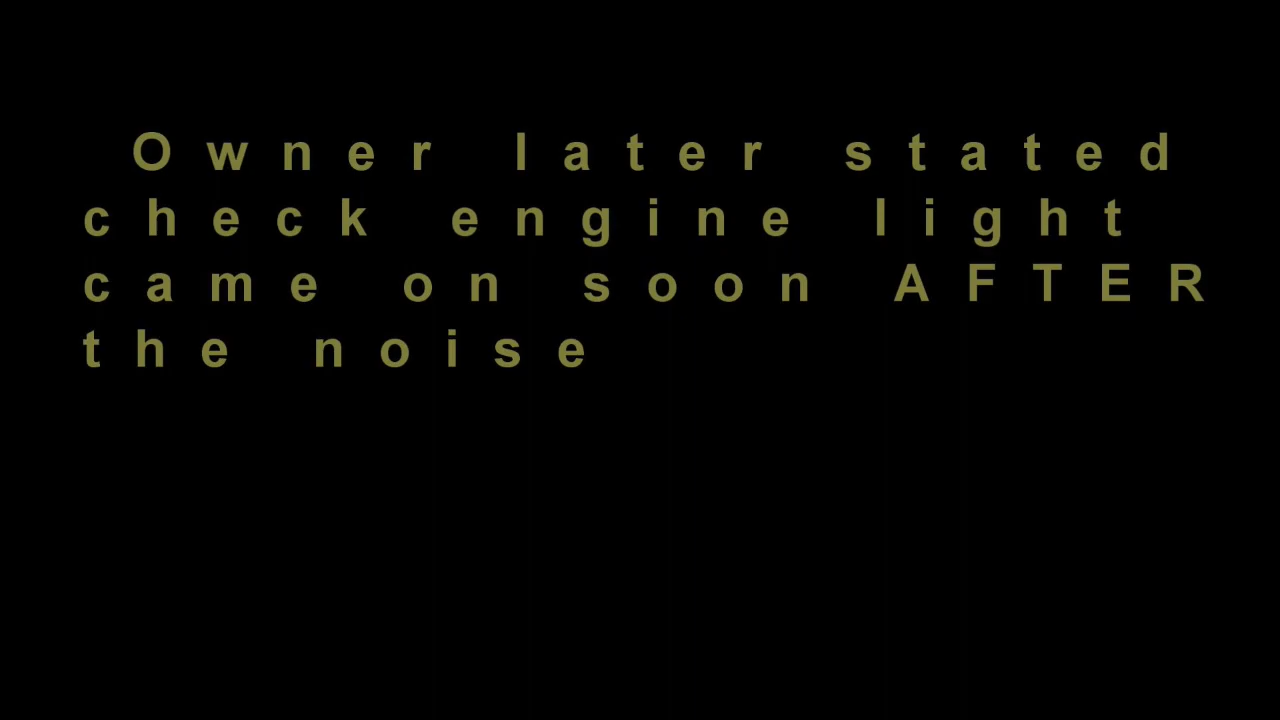 Owner later stated
check engine light
came on soon AFTER
the noise